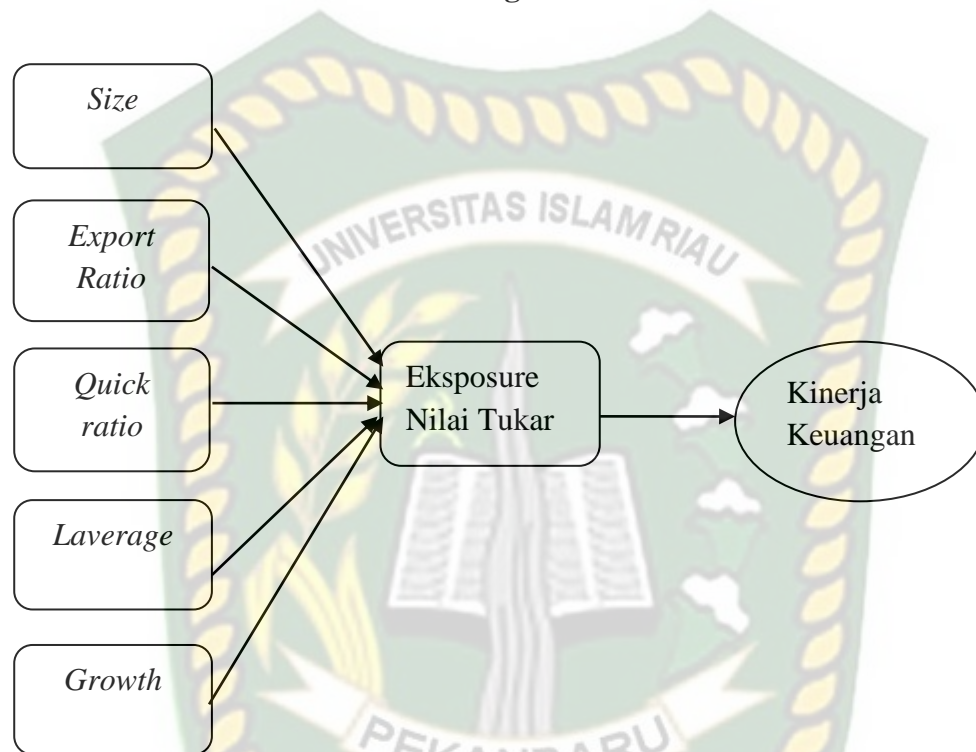 Size
Export
Ratio
Quick
ratio
Laverage
Growth
Eksposure
Nilai Tukar
Kinerja
Keuangan
UNIVERSITAS ISLAM RIAU
PEKANBARU